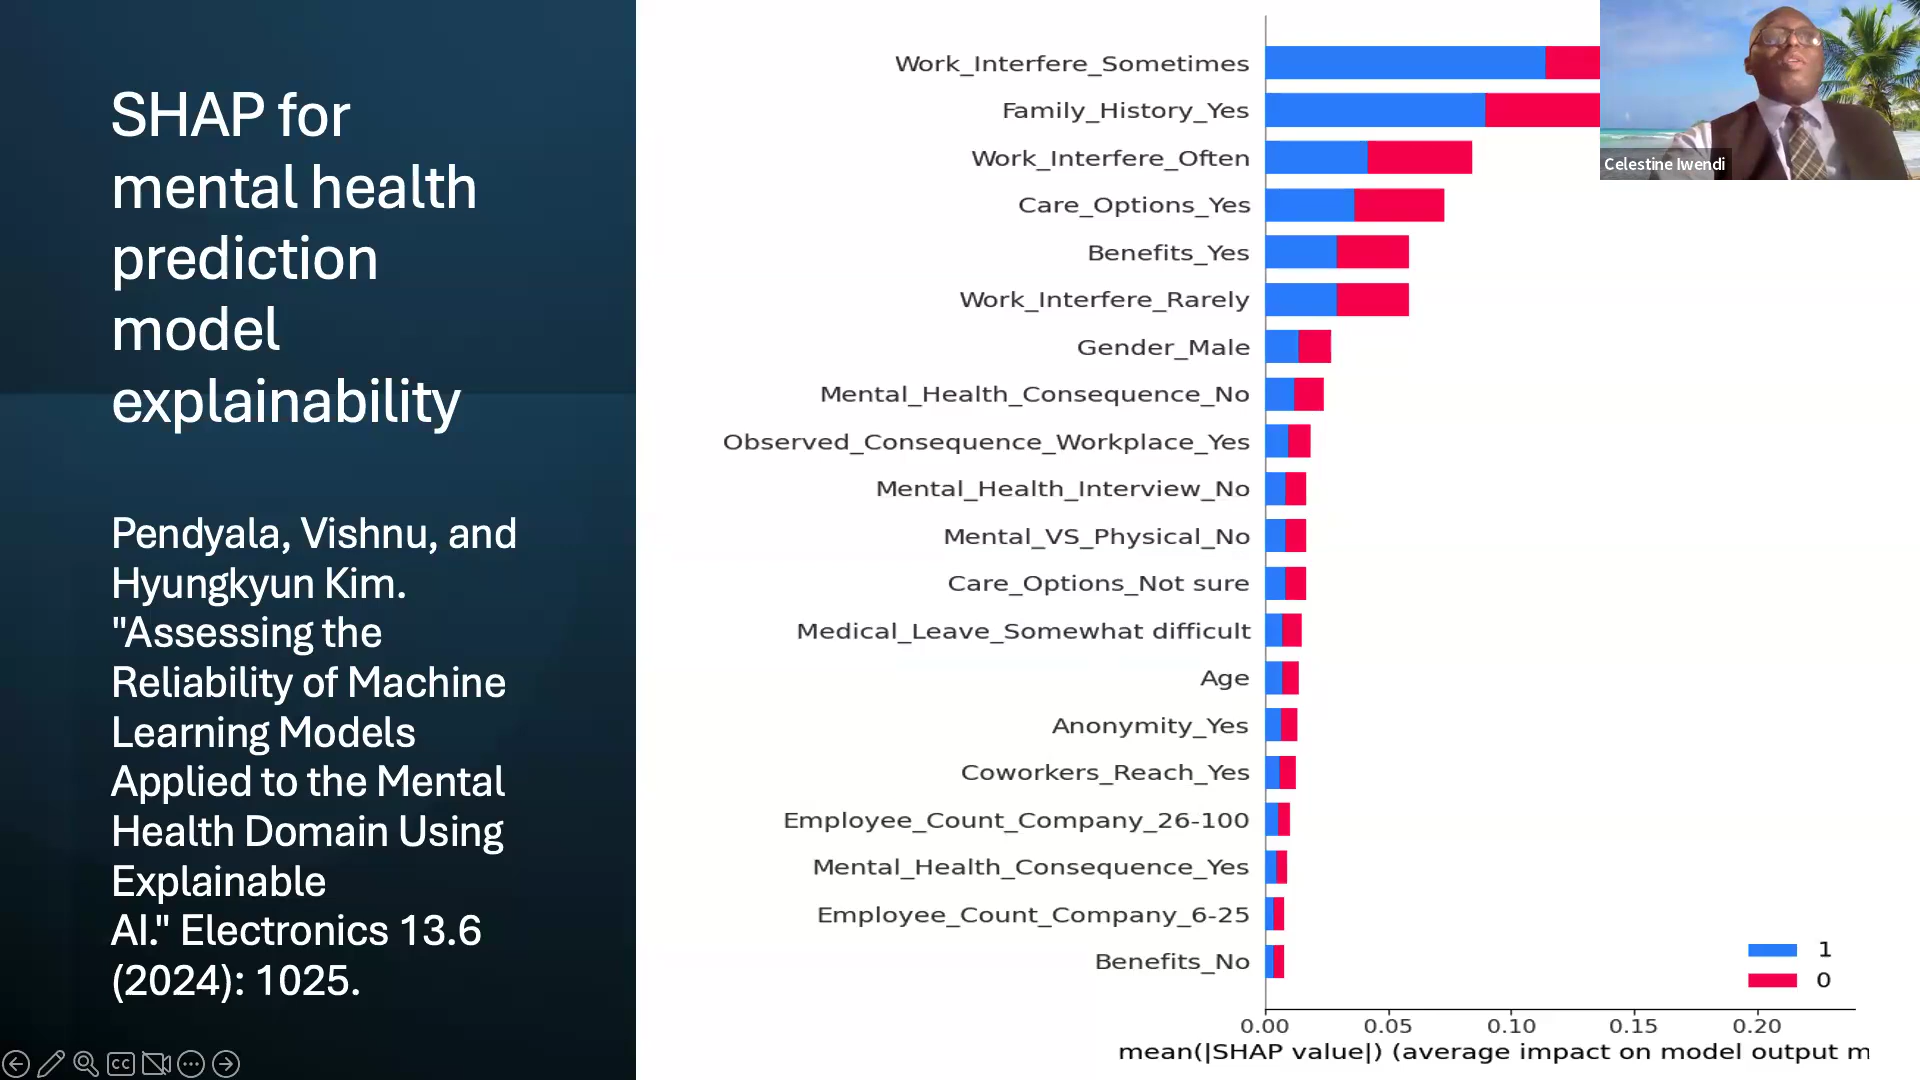 SHAP for
mental health
prediction
model
explainability
Pendyala, Vishnu, and
Hyungkyun Kim.
"Assessing the
Reliability of Machine
Learning Models
Applied to the Mental
Health Domain Using
Explainable
AI." Electronics 13.6
(2024): 1025.
Work_Interfere_Sometimes
Family_History_Yes
Work_Interfere_Often
Care_Options_Yes
Benefits_Yes
Work_Interfere_Rarely
Gender_Male
Mental_Health_Consequence_No
Observed_Consequence_Workplace_Yes
Mental_Health_Interview_No
Mental_VS_Physical_No
Care_Options_Not sure
Medical_Leave_Somewhat difficult
Age
Anonymity_Yes
Coworkers_Reach_Yes
Employee_Count_Company_26-100
Mental_Health_Consequence_Yes
Employee_Count_Company_6-25
Benefits_No
1
0
0.00 0.05 0.10 0.15 0.20
mean(|SHAP value|) (average impact on model output m
Celestine Iwendi
CC